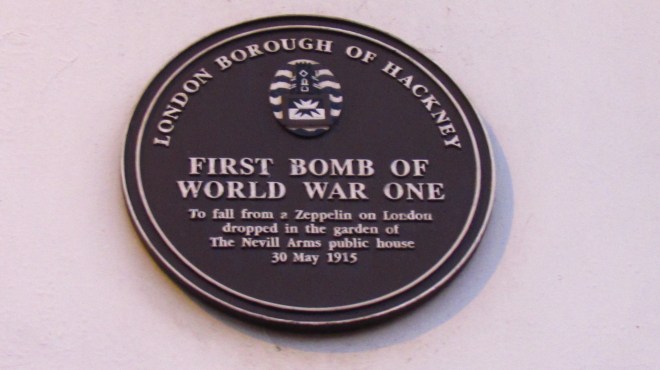 LONDON BOROUGH OF HACKNEY
FIRST BOMB OF
WORLD WAR ONE
To fall from a Zeppelin on London
dropped in the garden of
The Nevill Arms public house
30 May 1915